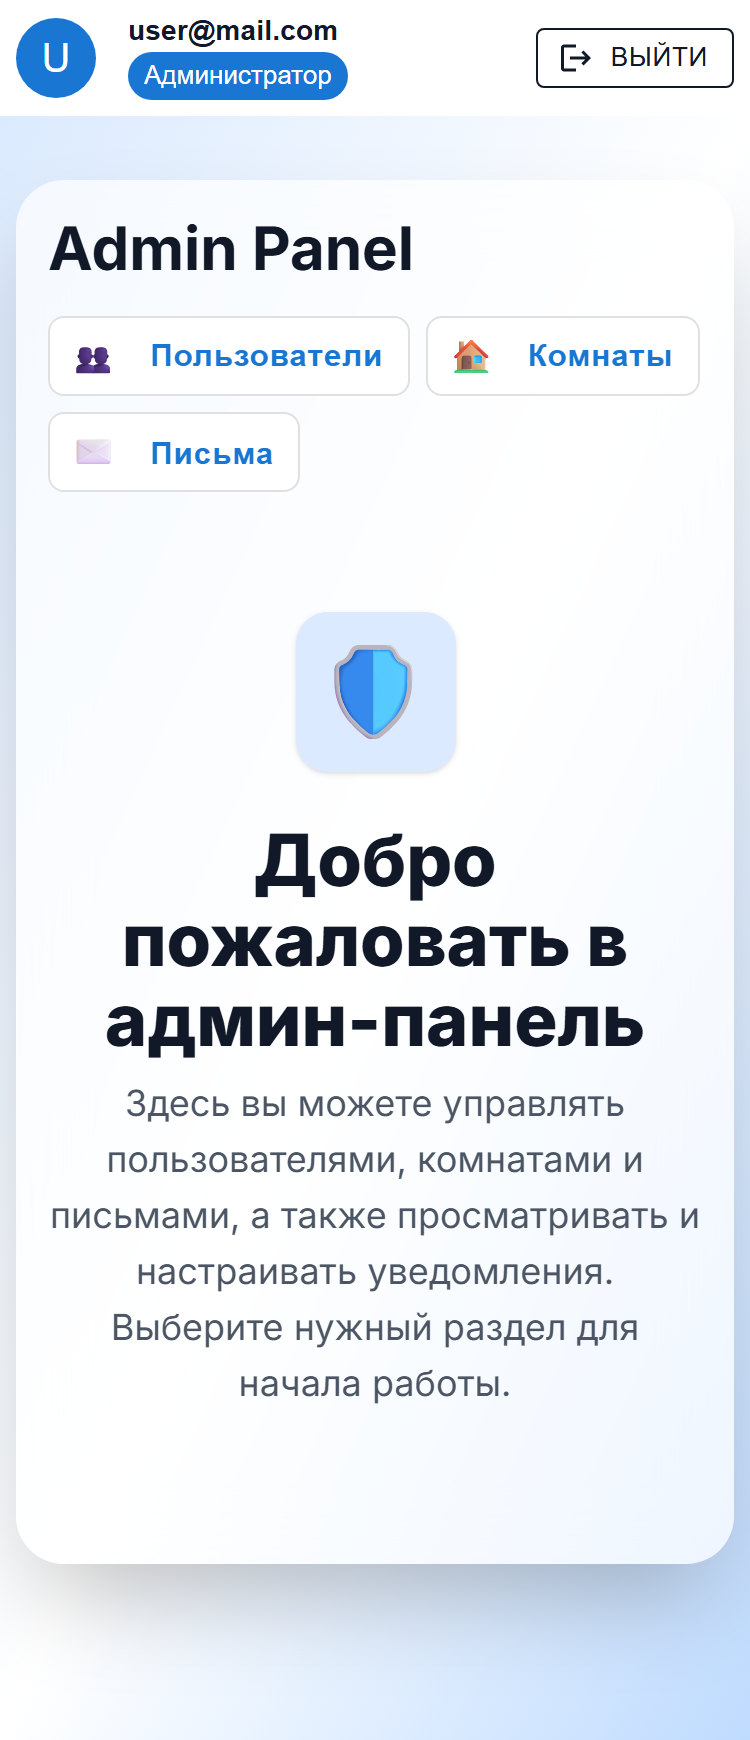 U
user@mail.com
Администратор
ВЫЙТИ
Admin Panel
Пользователи
Комнаты
Письма
Добро
пожаловать в
админ-панель
Здесь вы можете управлять
пользователями, комнатами и
письмами, а также просматривать и
настраивать уведомления.
Выберите нужный раздел для
начала работы.